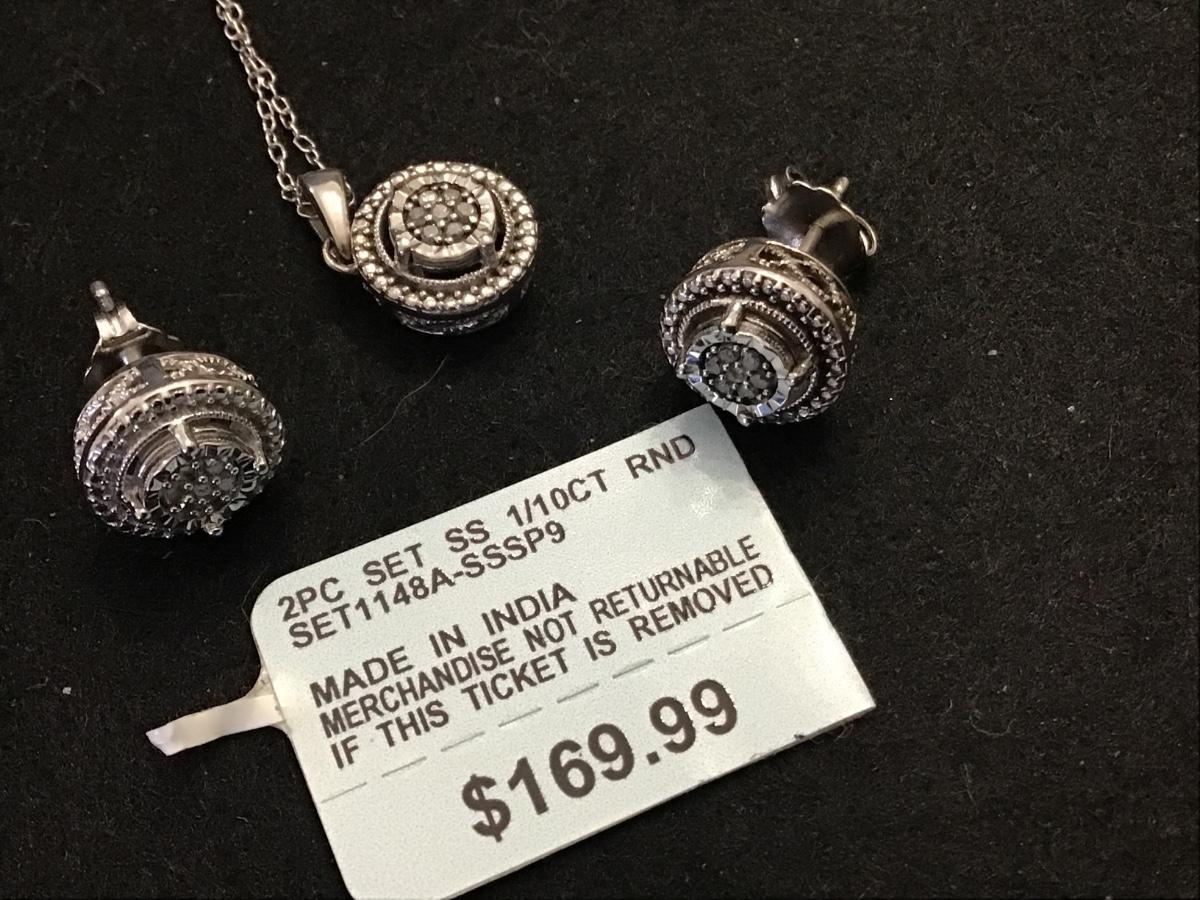 2PC SET SS 1/10CT RND
SET1148A-SSSP9
MADE IN INDIA
MERCHANDISE NOT RETURNABLE
IF THIS TICKET IS REMOVED
$169.99